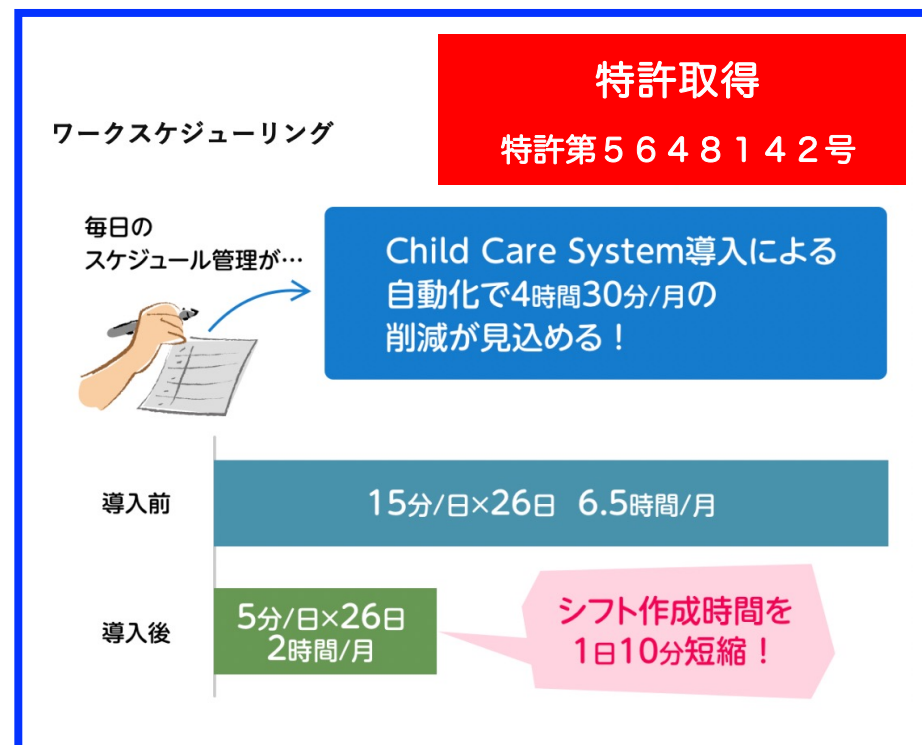 特許取得
特許第５６４８１４２号
ワークスケジューリング
毎日の
スケジュール管理が…
Child Care System導入による
自動化で4時間30分/月の
削減が見込める！
導入前
15分/日×26日 6.5時間/月
導入後
5分/日×26日
2時間/月
シフト作成時間を
1日10分短縮！